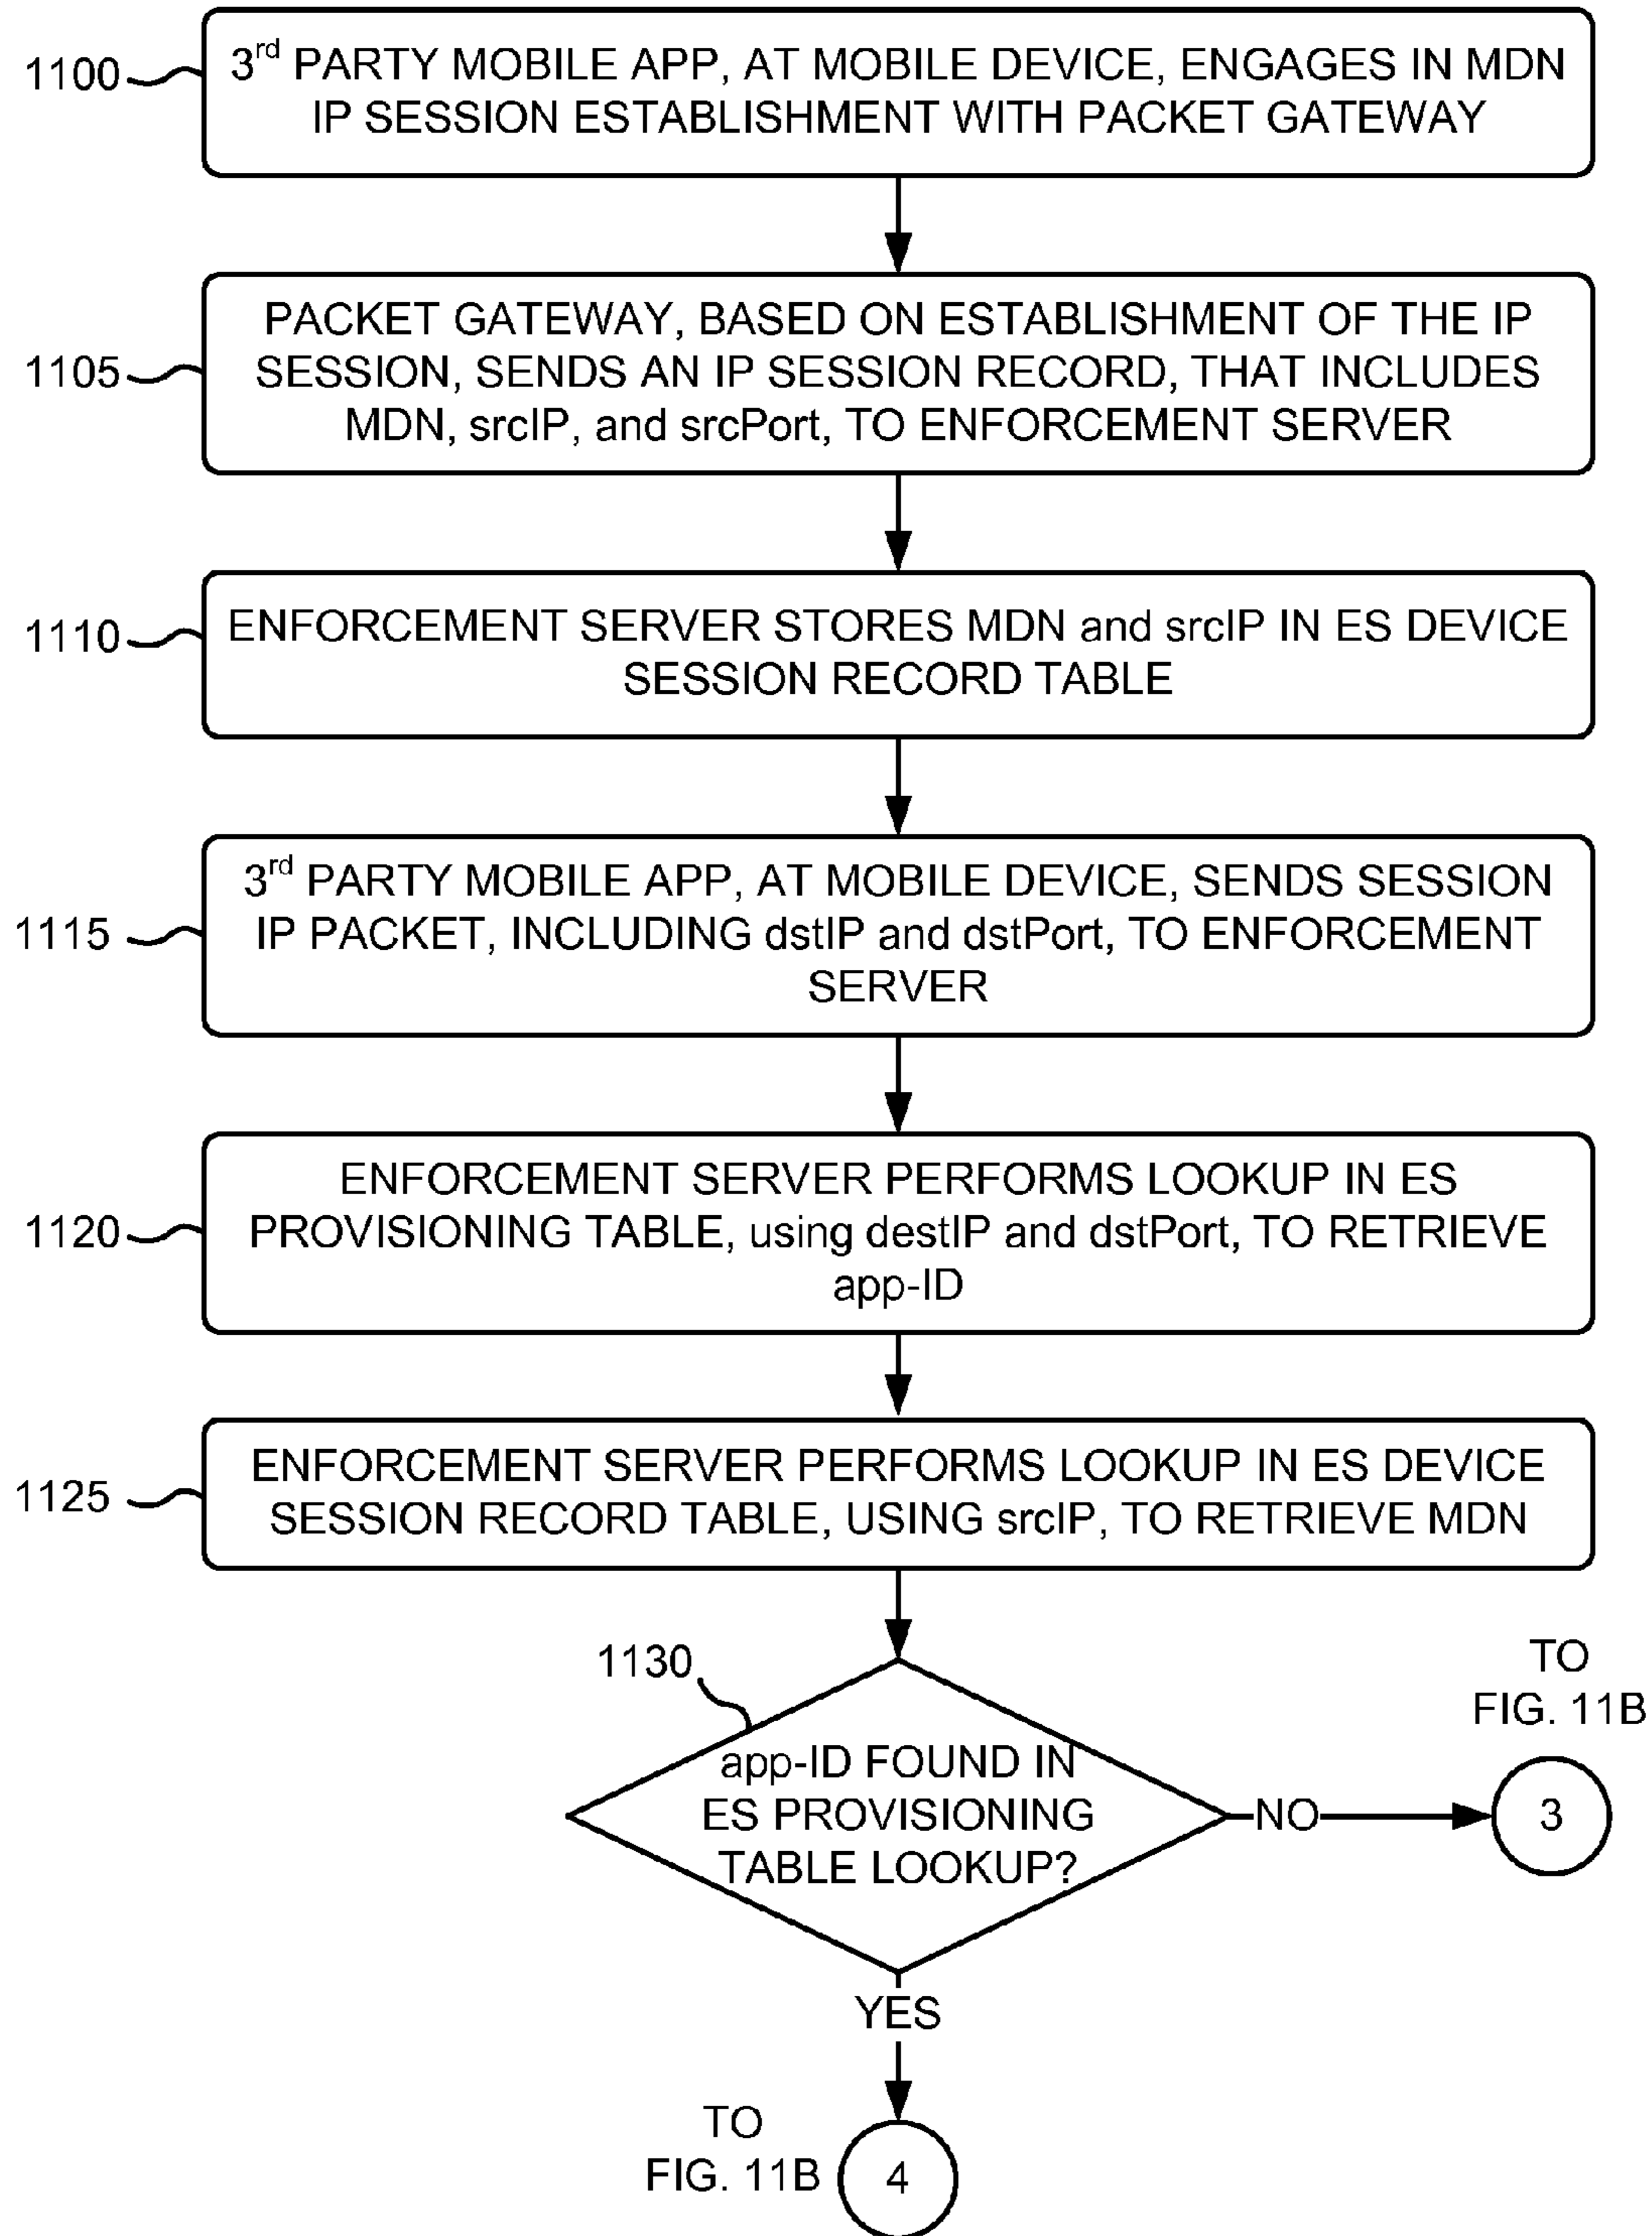 1100
3rd PARTY MOBILE APP, AT MOBILE DEVICE, ENGAGES IN MDN
IP SESSION ESTABLISHMENT WITH PACKET GATEWAY
1105
PACKET GATEWAY, BASED ON ESTABLISHMENT OF THE IP
SESSION, SENDS AN IP SESSION RECORD, THAT INCLUDES
MDN, srcIP, and srcPort, TO ENFORCEMENT SERVER
1110
ENFORCEMENT SERVER STORES MDN and srcIP IN ES DEVICE
SESSION RECORD TABLE
1115
3rd PARTY MOBILE APP, AT MOBILE DEVICE, SENDS SESSION
IP PACKET, INCLUDING dstIP and dstPort, TO ENFORCEMENT
SERVER
1120
ENFORCEMENT SERVER PERFORMS LOOKUP IN ES
PROVISIONING TABLE, using destIP and dstPort, TO RETRIEVE
app-ID
1125
ENFORCEMENT SERVER PERFORMS LOOKUP IN ES DEVICE
SESSION RECORD TABLE, USING srcIP, TO RETRIEVE MDN
1130
app-ID FOUND IN
ES PROVISIONING
TABLE LOOKUP?
NO
TO
FIG. 11B
3
YES
TO
FIG. 11B
4